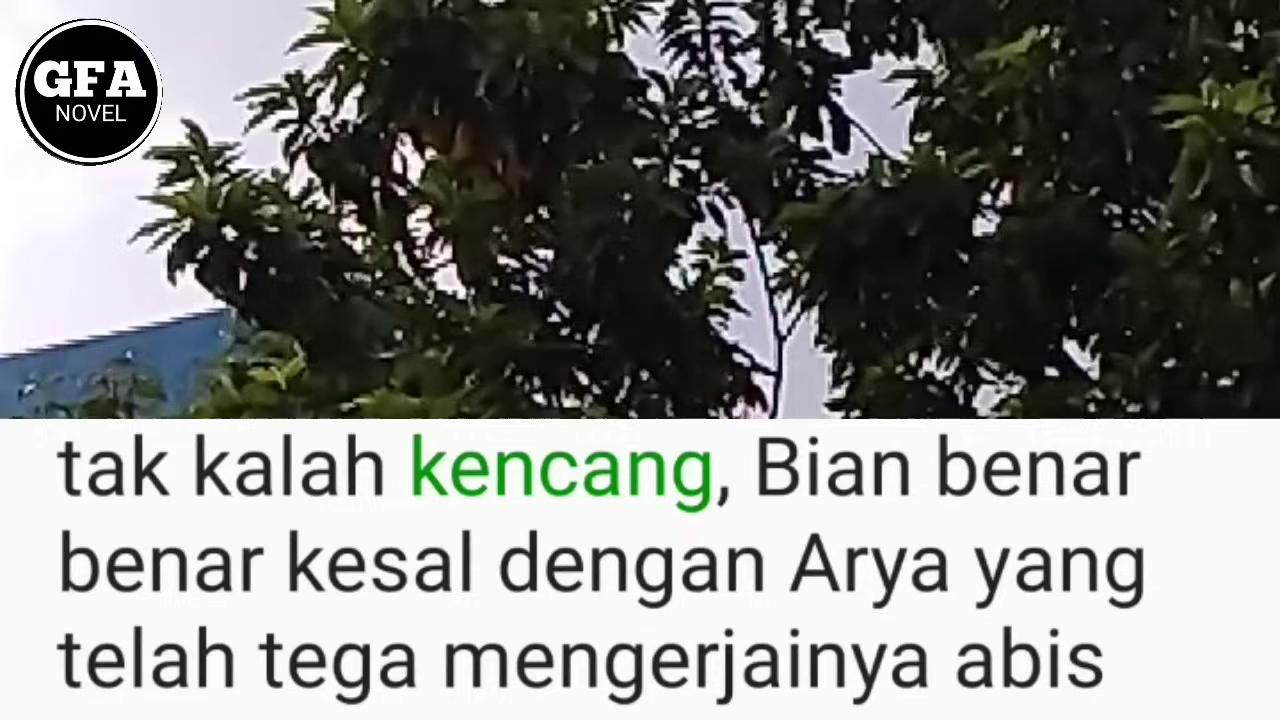 GFA
NOVEL
tak kalah kencang, Bian benar
benar kesal dengan Arya yang
telah tega mengerjainya abis